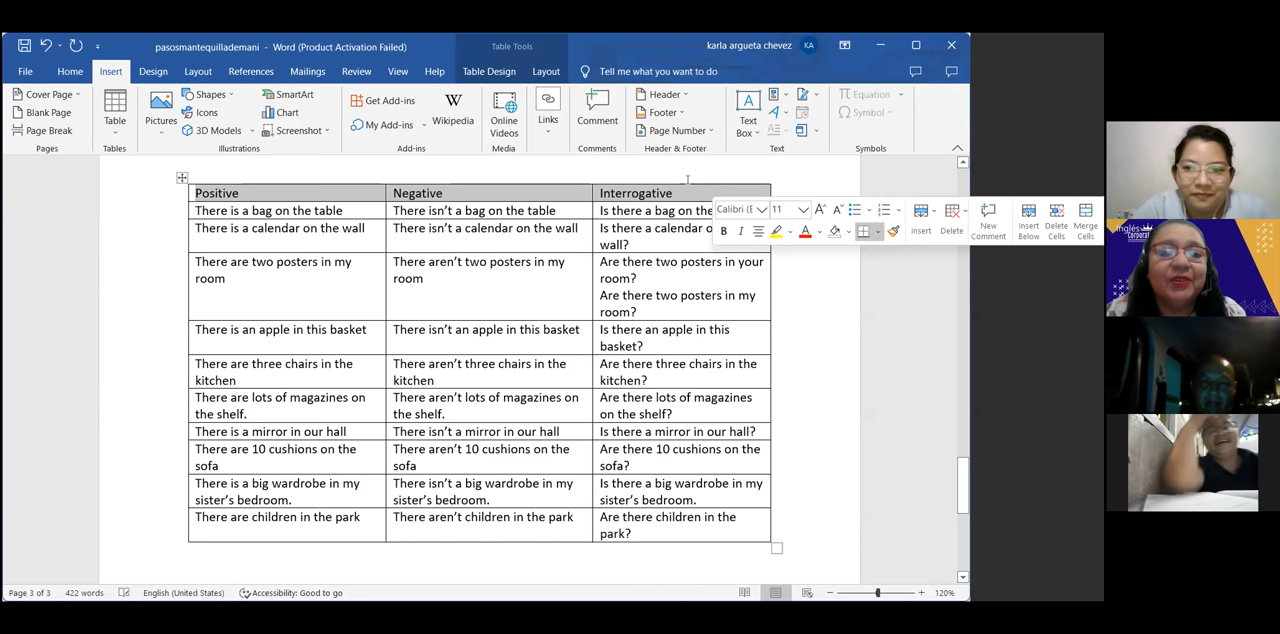 pasosmantequillademani - Word (Product Activation Failed)
Table Tools
karla argueta chevez
KA
File Home Insert Design Layout References Mailings Review View Help Table Design Layout Tell me what you want to do
Cover Page
Blank Page
Page Break
Pages
Table
Tables
Pictures
Shapes
Icons
3D Models
SmartArt
Chart
Screenshot
Illustrations
Get Add-ins
My Add-ins
W
Wikipedia
Add-ins
Online
Videos
Media
Links
Comment
Comments
Header
Footer
Page Number
Header & Footer
A
Text
Box
Text
Equation
Symbol
Symbols
Positive
Negative
Interrogative
There is a bag on the table
There isn't a bag on the table
Is there a bag on the
There is a calendar on the wall
There isn't a calendar on the wall
Is there a calendar o
wall?
There are two posters in my
room
There aren't two posters in my
room
Are there two posters in your
room?
Are there two posters in my
room?
There is an apple in this basket
There isn't an apple in this basket
Is there an apple in this
basket?
There are three chairs in the
kitchen
There aren't three chairs in the
kitchen
Are there three chairs in the
kitchen?
There are lots of magazines on
the shelf.
There aren't lots of magazines on
the shelf.
Are there lots of magazines
on the shelf?
There is a mirror in our hall
There isn't a mirror in our hall
Is there a mirror in our hall?
There are 10 cushions on the
sofa
There aren't 10 cushions on the
sofa
Are there 10 cushions on the
sofa?
There is a big wardrobe in my
sister's bedroom.
There isn't a big wardrobe in my
sister's bedroom.
Is there a big wardrobe in my
sister's bedroom.
There are children in the park
There aren't children in the park
Are there children in the
park?
Calibri (E 11
B I A
Insert
Delete
New
Comment
Insert
Below
Delete
Cells
Merge
Cells
Page 3 of 3 422 words English (United States) Accessibility: Good to go 120%
Inglés
Corporat